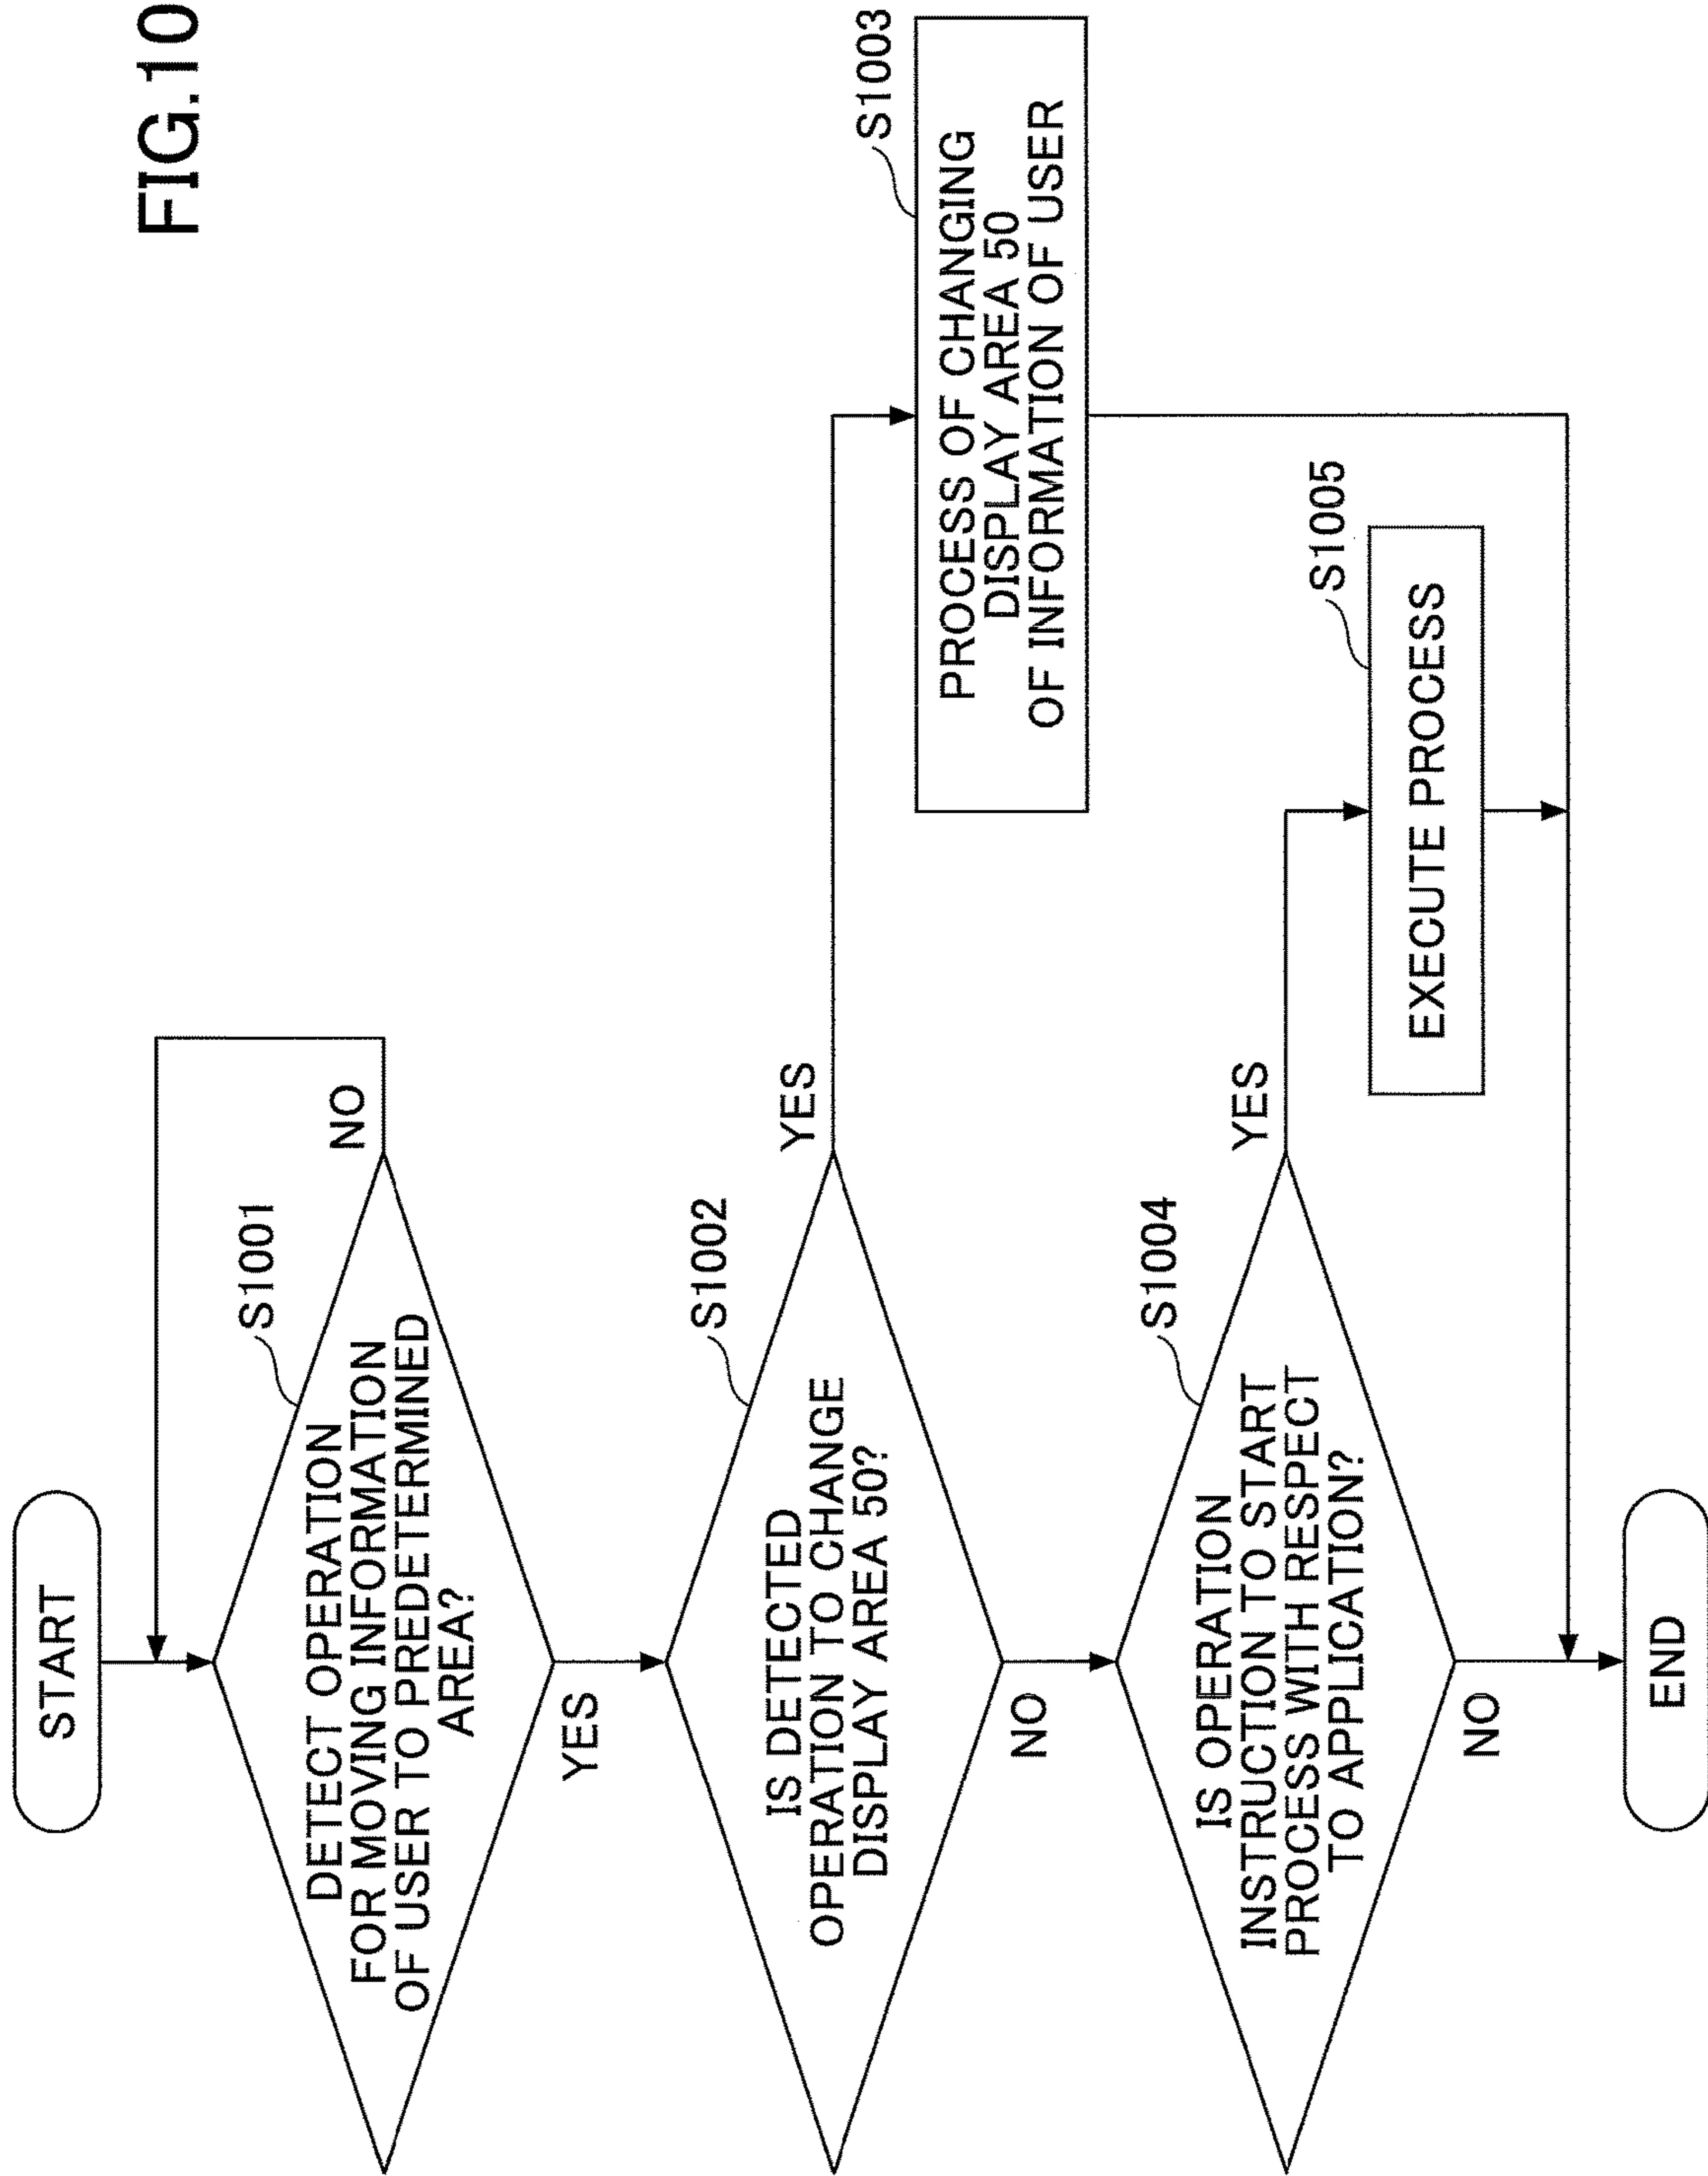 FIG.10
START
S1001
DETECT OPERATION
FOR MOVING INFORMATION
OF USER TO PREDETERMINED
AREA?
NO
YES
S1002
IS DETECTED
OPERATION TO CHANGE
DISPLAY AREA 50?
YES
NO
S1003
PROCESS OF CHANGING
DISPLAY AREA 50
OF INFORMATION OF USER
S1004
IS OPERATION
INSTRUCTION TO START
PROCESS WITH RESPECT
TO APPLICATION?
YES
NO
S1005
EXECUTE PROCESS
END